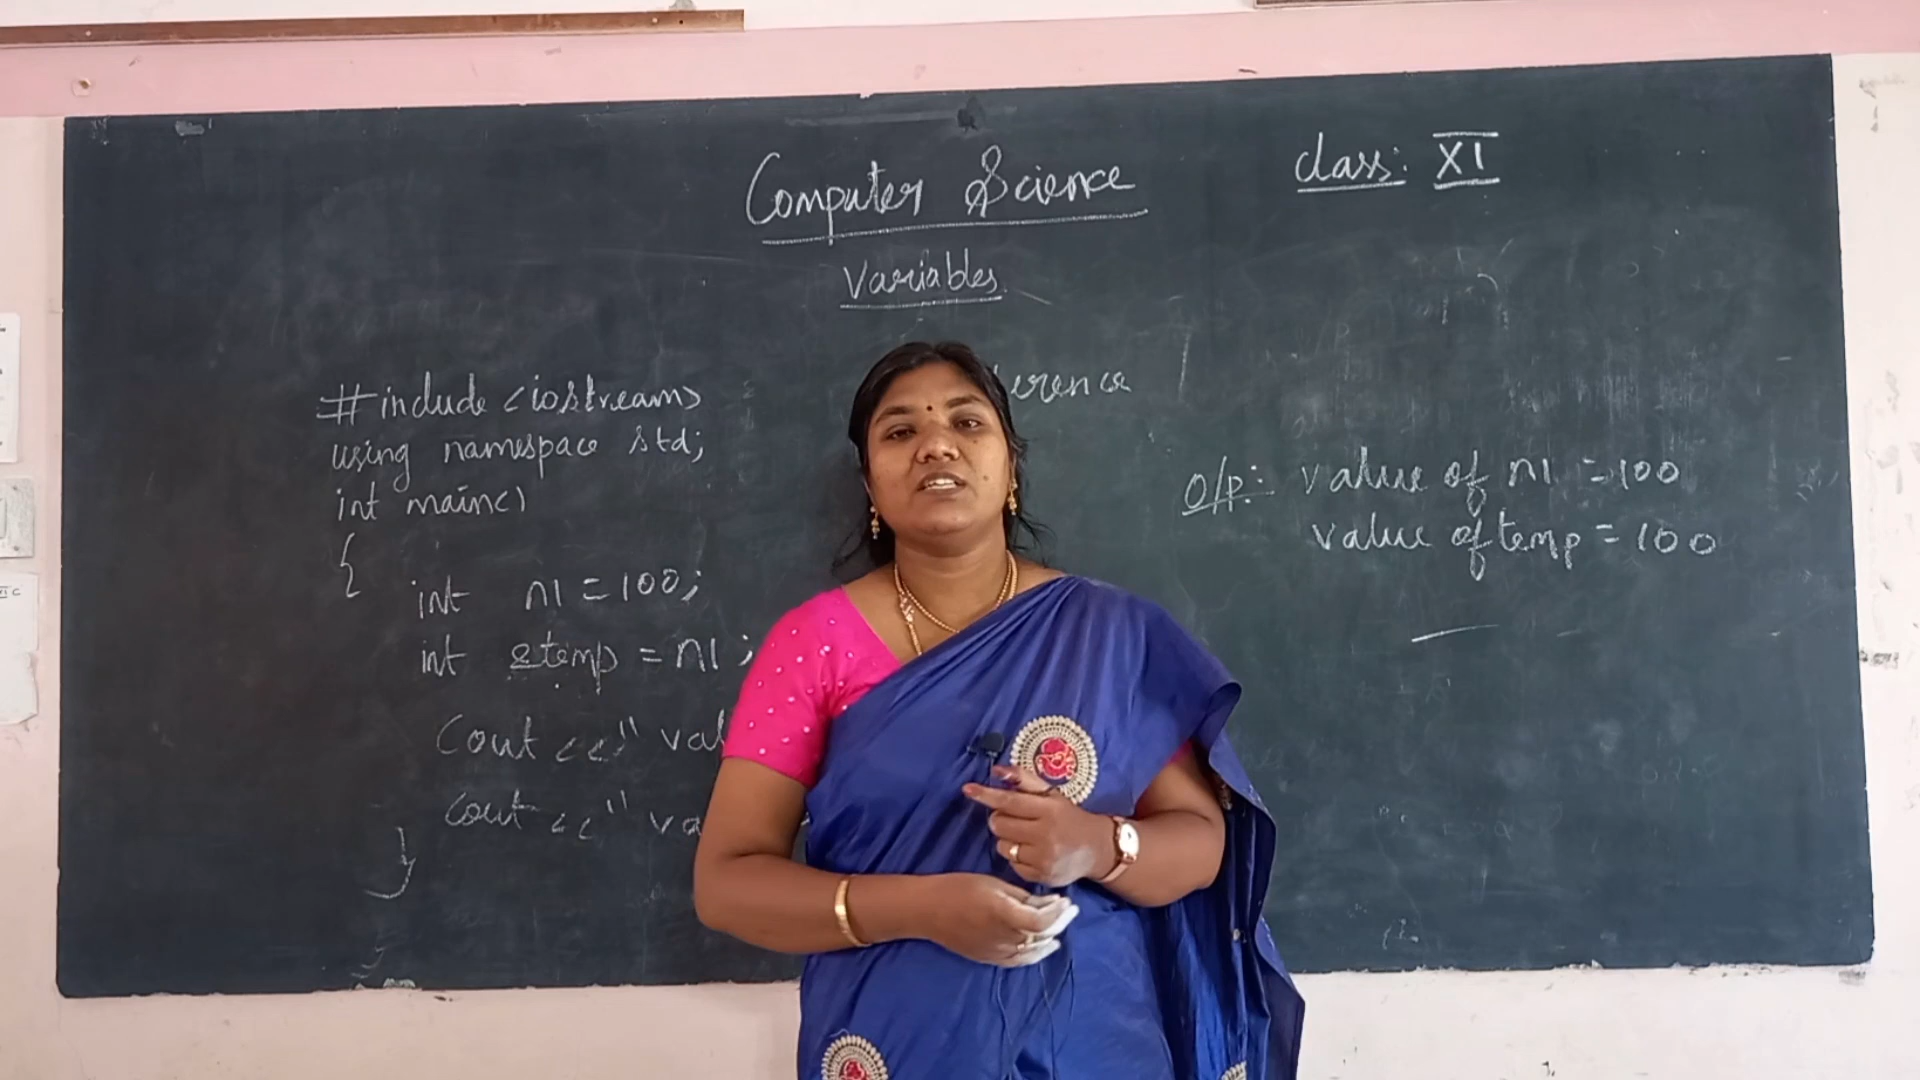 Computer Science
Class: XI
Variables
#include <iostream>
using namespace std;
int main()
{
int n1 = 100;
int &temp = n1;
Cout <<" val
cout <<" va
}
erence
O/P: value of n1 = 100
value of temp = 100